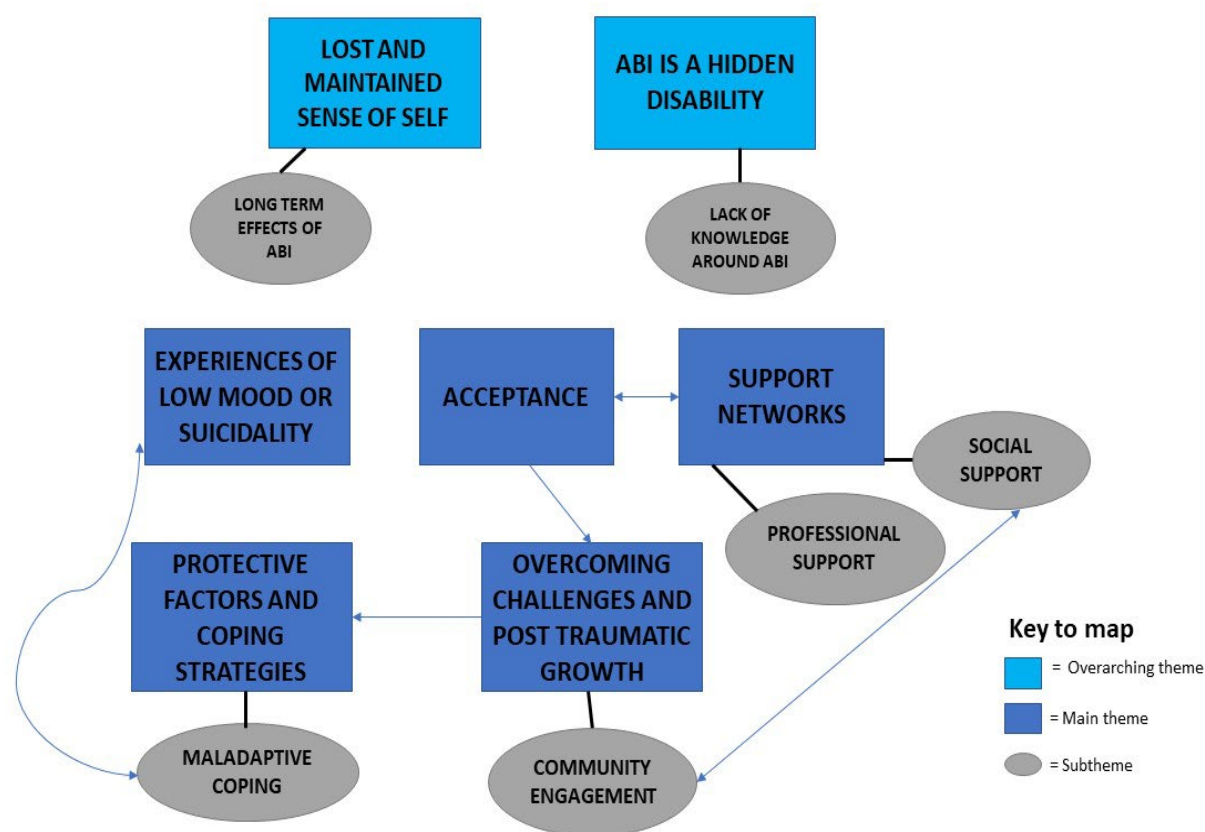 LOST AND
MAINTAINED
SENSE OF SELF
ABI IS A HIDDEN
DISABILITY
LONG TERM
EFFECTS OF
ABI
LACK OF
KNOWLEDGE
AROUND ABI
EXPERIENCES OF
LOW MOOD OR
SUICIDALITY
ACCEPTANCE
SUPPORT
NETWORKS
SOCIAL
SUPPORT
PROFESSIONAL
SUPPORT
PROTECTIVE
FACTORS AND
COPING
STRATEGIES
OVERCOMING
CHALLENGES AND
POST TRAUMATIC
GROWTH
MALADAPTIVE
COPING
COMMUNITY
ENGAGEMENT
Key to map
= Overarching theme
= Main theme
= Subtheme